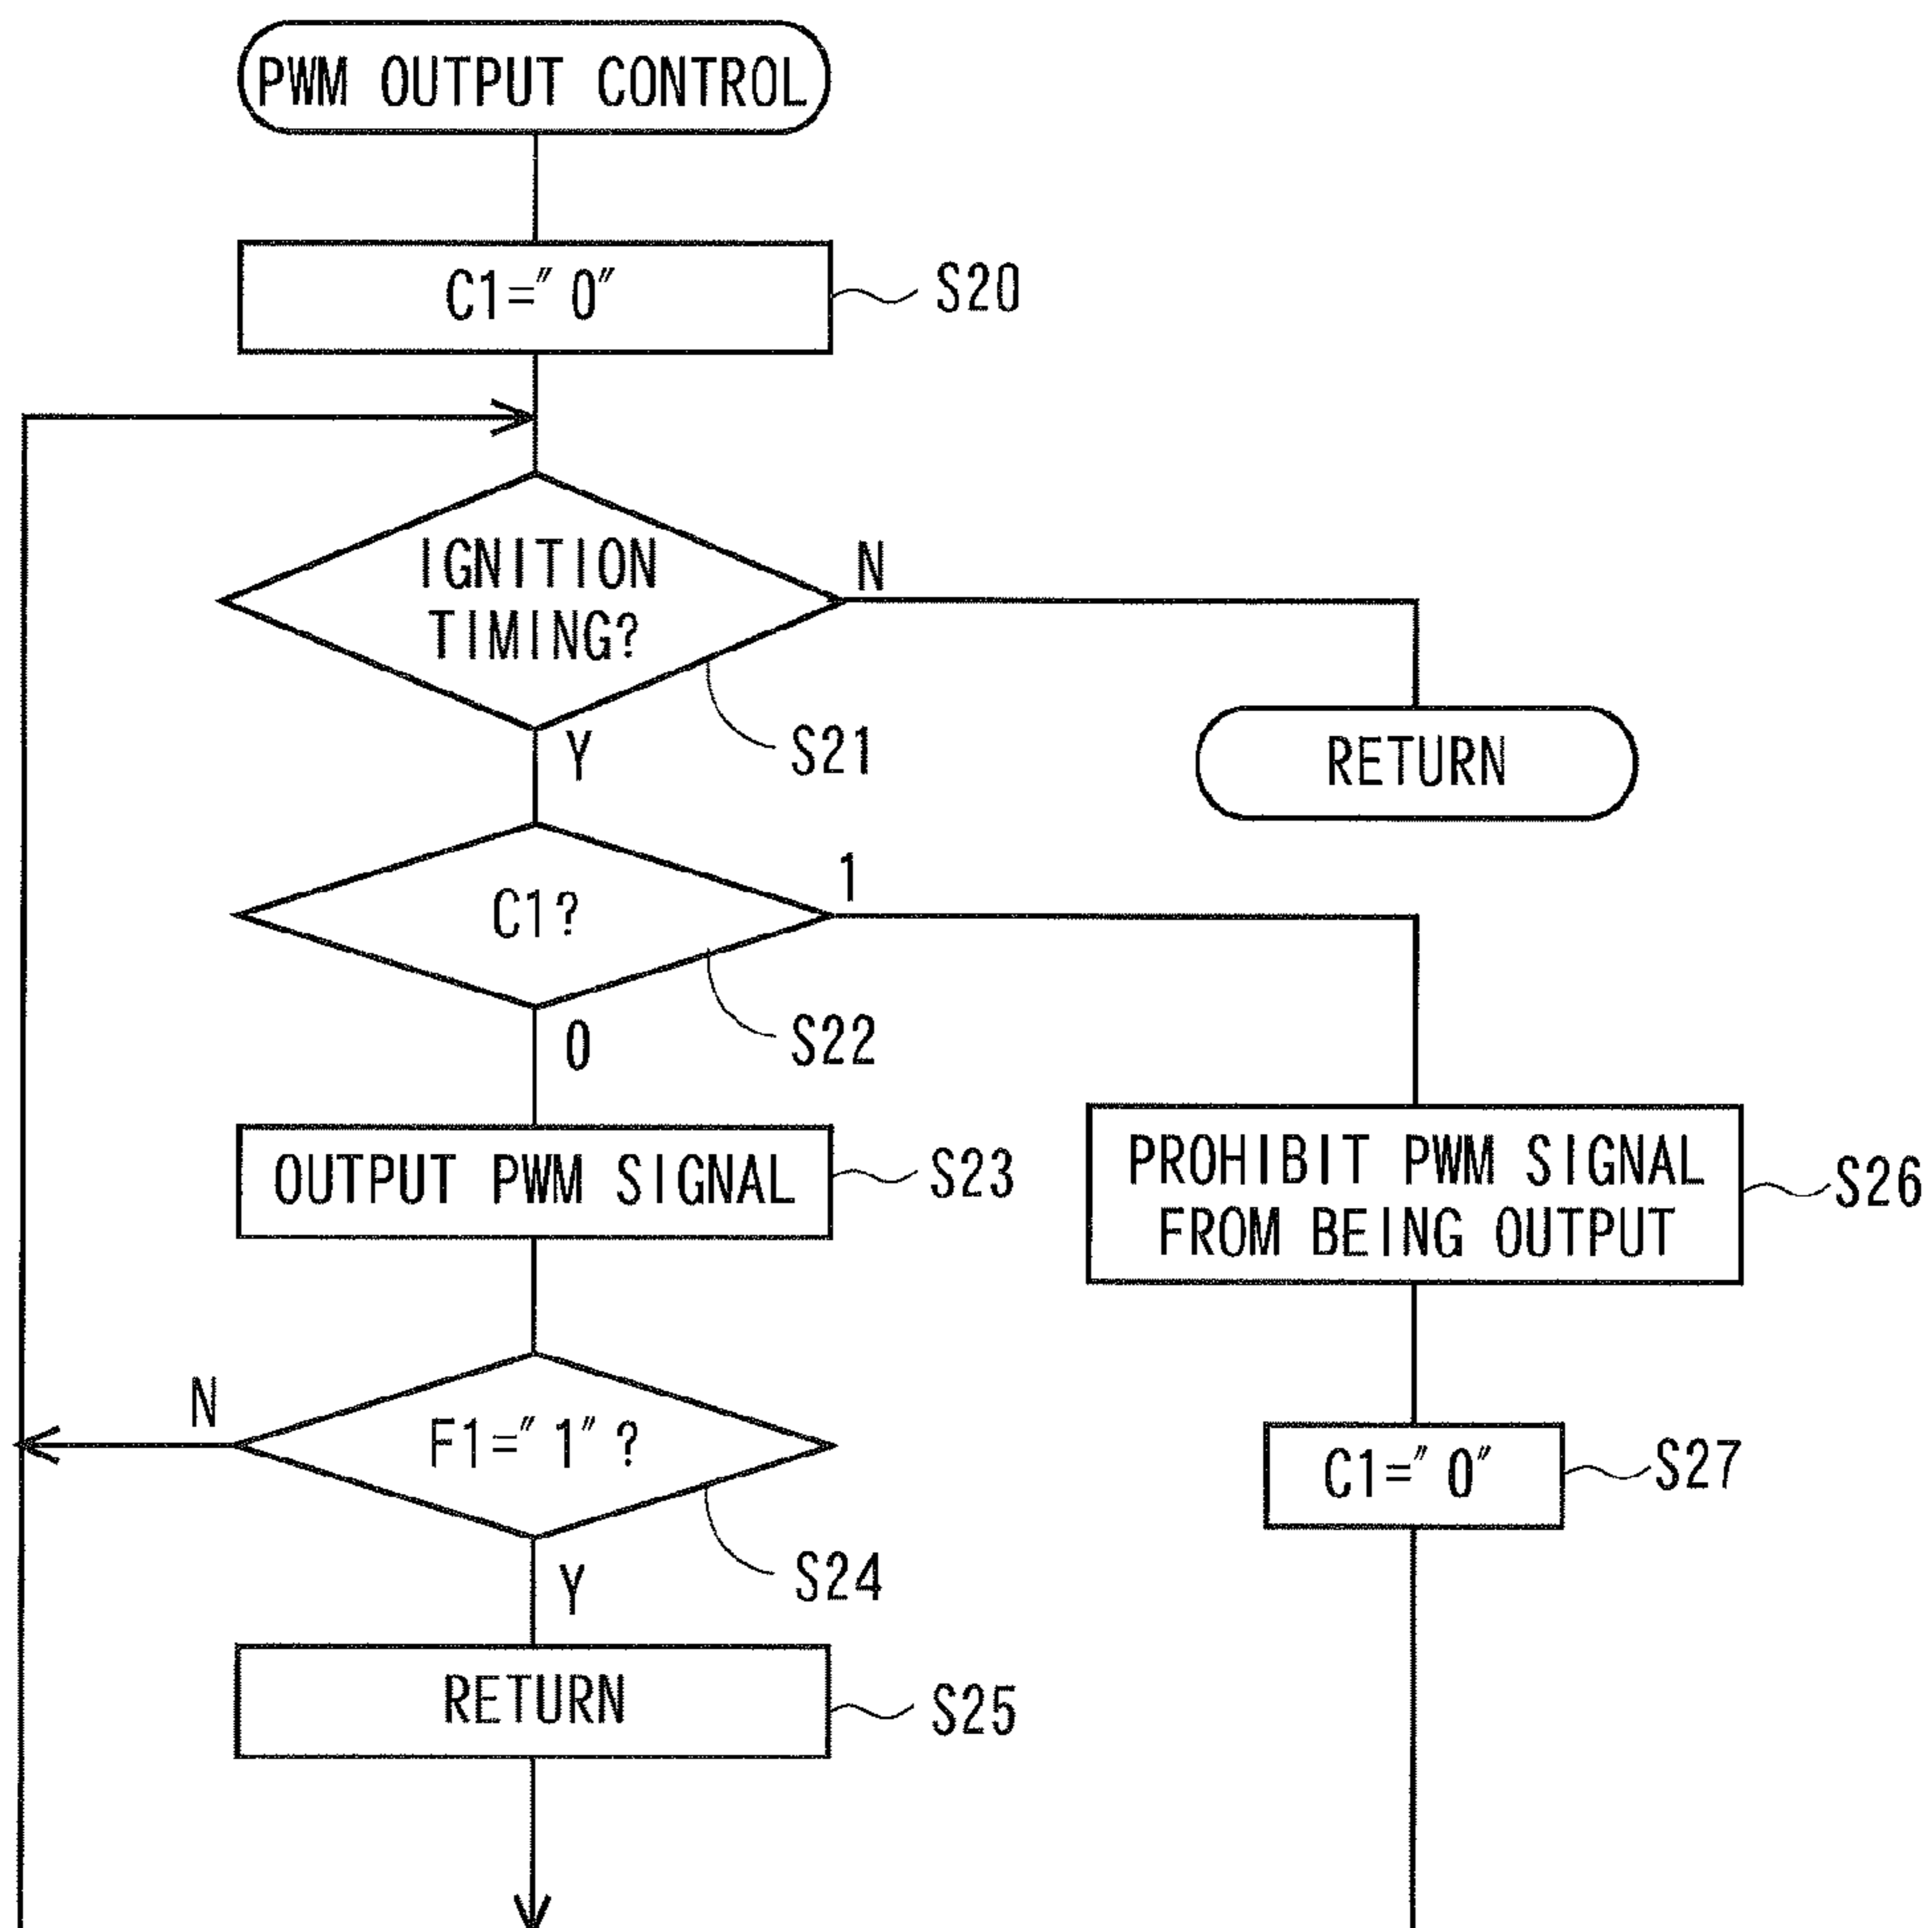 PWM OUTPUT CONTROL
C1="0"
S20
IGNITION
TIMING?
N
S21
Y
RETURN
C1?
1
S22
0
OUTPUT PWM SIGNAL
S23
PROHIBIT PWM SIGNAL
FROM BEING OUTPUT
S26
N
F1="1"?
S24
Y
C1="0"
S27
RETURN
S25